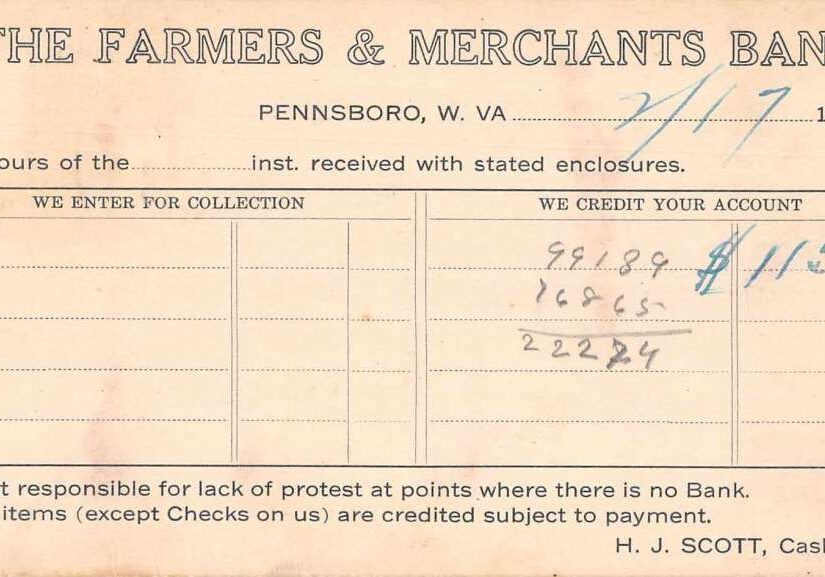 THE FARMERS & MERCHANTS BAN
PENNSBORO, W. VA 2/17 1
ours of the inst. received with stated enclosures.
WE ENTER FOR COLLECTION WE CREDIT YOUR ACCOUNT
99189 $ 115
76865
22224
t responsible for lack of protest at points where there is no Bank.
items (except Checks on us) are credited subject to payment.
H. J. SCOTT, Cash